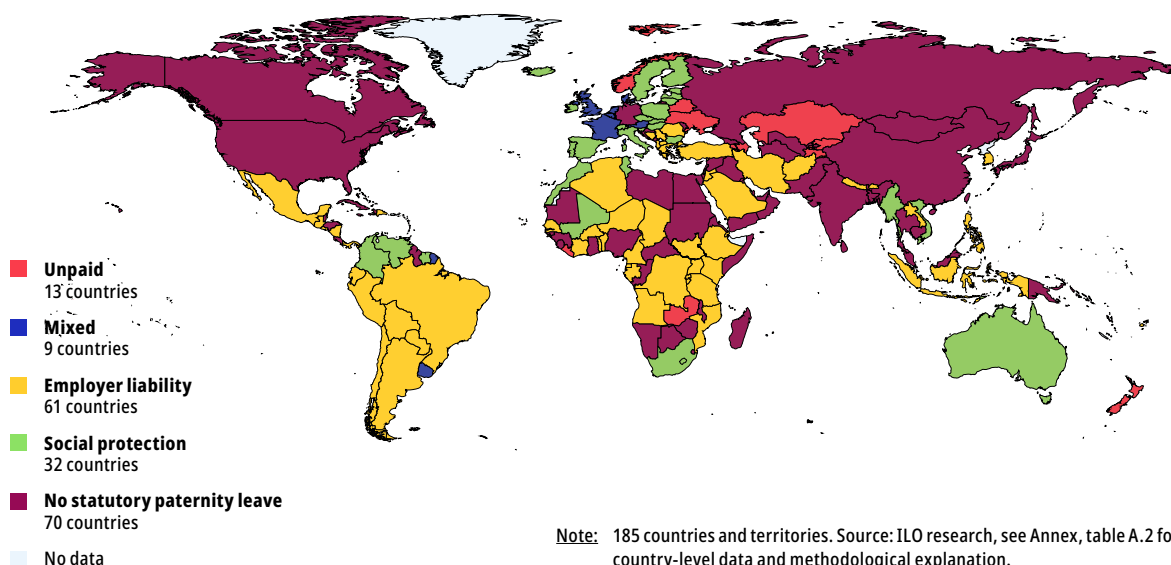 Unpaid
13 countries
Mixed
9 countries
Employer liability
61 countries
Social protection
32 countries
No statutory paternity leave
70 countries
No data
Note: 185 countries and territories. Source: ILO research, see Annex, table A.2 fo
country-level data and methodological explanation.